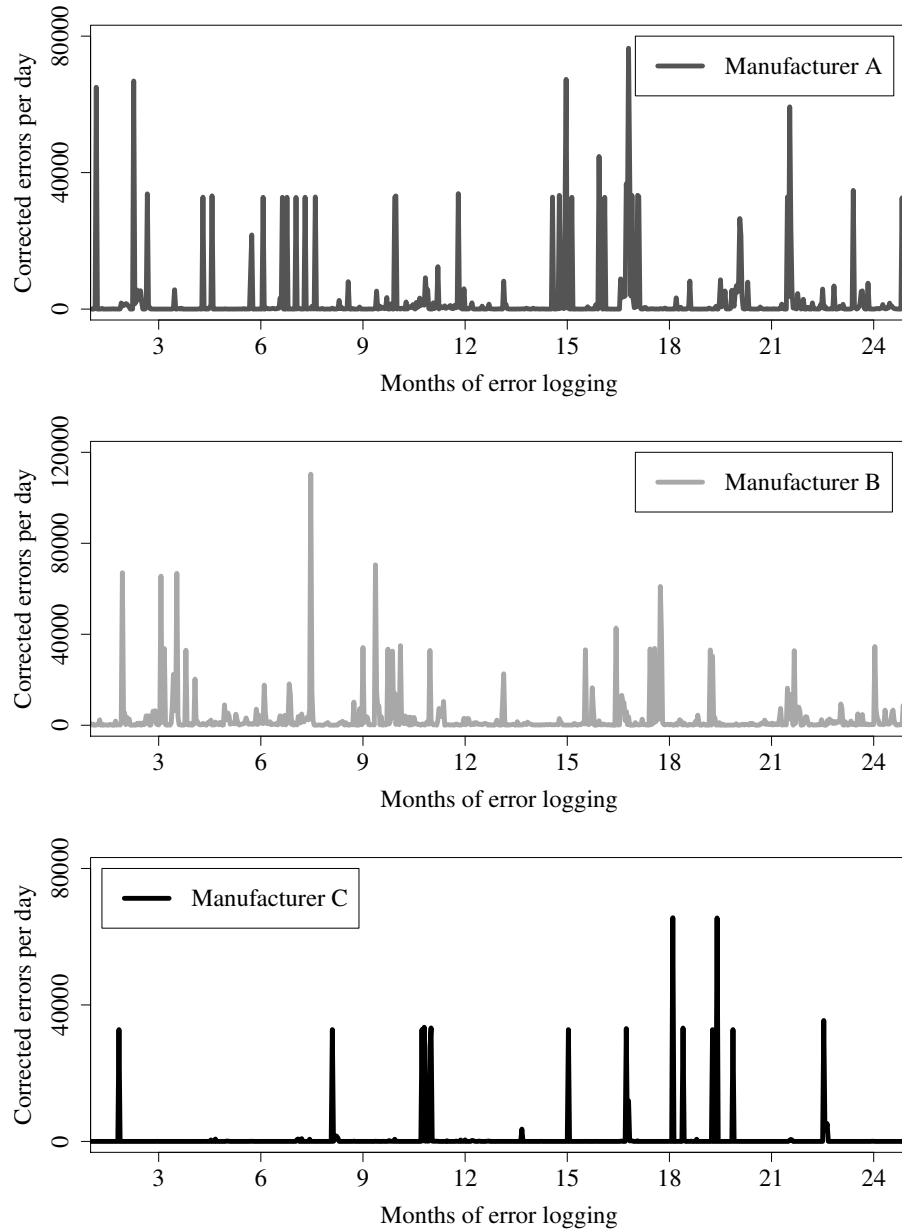 Corrected errors per day
80000
40000
0
Manufacturer A
3 6 9 12 15 18 21 24
Months of error logging
Corrected errors per day
120000
80000
40000
0
Manufacturer B
3 6 9 12 15 18 21 24
Months of error logging
Corrected errors per day
80000
40000
0
Manufacturer C
3 6 9 12 15 18 21 24
Months of error logging